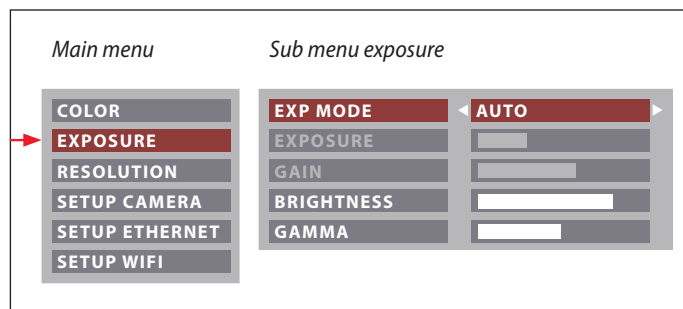 Main menu
Sub menu exposure
COLOR
EXPOSURE
RESOLUTION
SETUP CAMERA
SETUP ETHERNET
SETUP WIFI
EXP MODE AUTO
EXPOSURE
GAIN
BRIGHTNESS
GAMMA